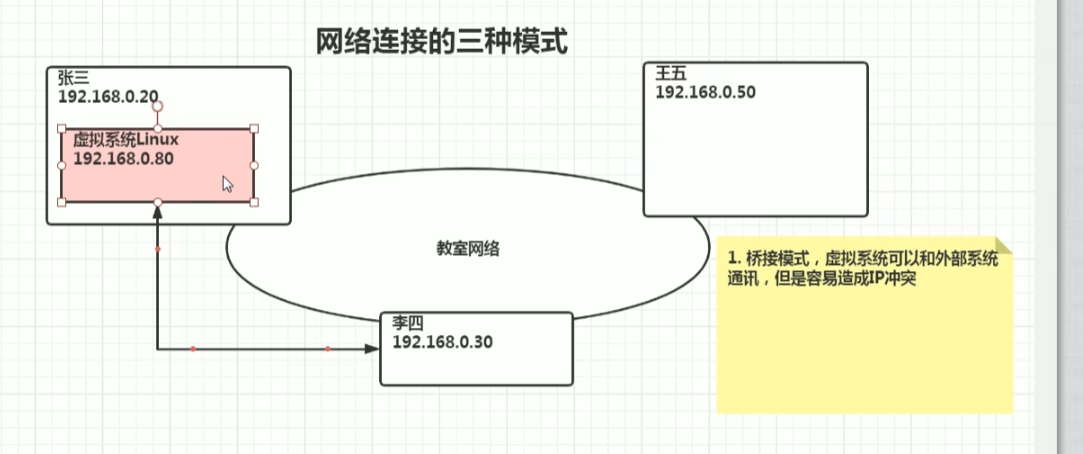 网络连接的三种模式
张三
192.168.0.20
虚拟系统Linux
192.168.0.80
王五
192.168.0.50
教室网络
李四
192.168.0.30
1. 桥接模式，虚拟系统可以和外部系统
通讯，但是容易造成IP冲突